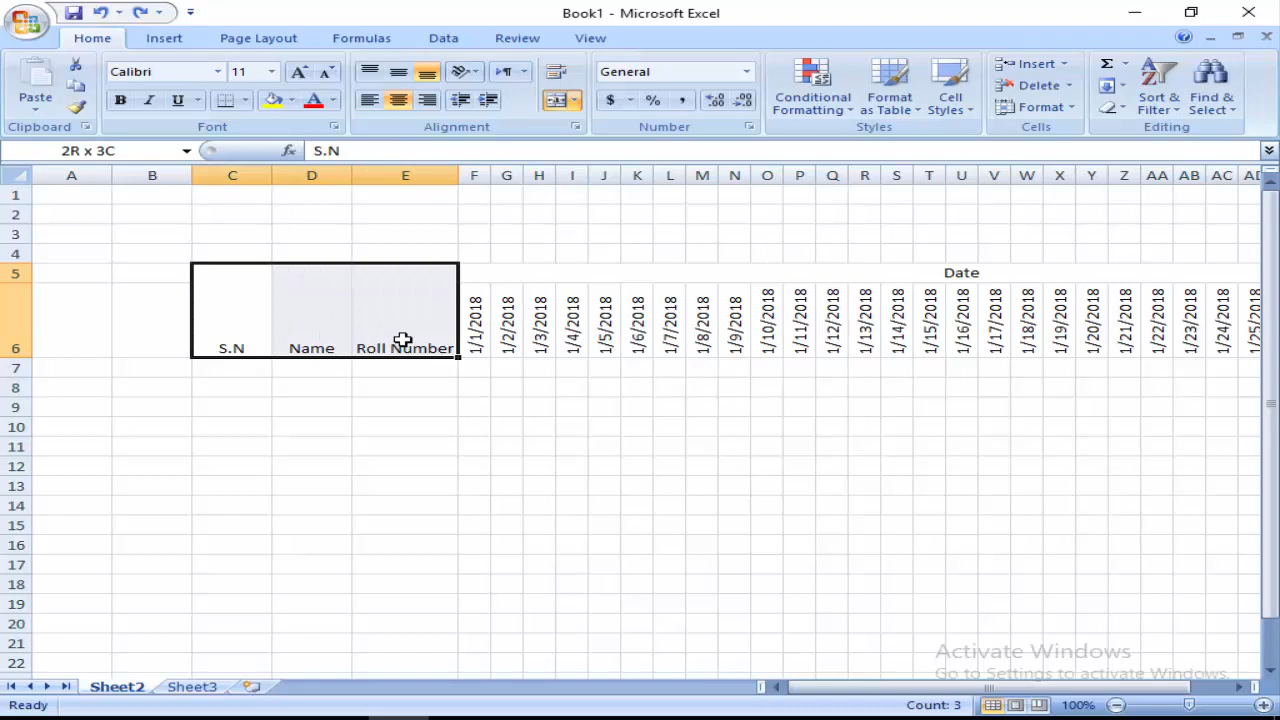 Book1 - Microsoft Excel
Home Insert Page Layout Formulas Data Review View
Calibri 11 General Insert Σ
Paste B I U A $ % , Conditional Formatting Format as Table Cell Styles Delete Format Sort & Filter Find & Select
Clipboard Font Alignment Number Styles Cells Editing
2R x 3C fx S.N
A B C D E F G H I J K L M N O P Q R S T U V W X Y Z AA AB AC AD
1
2
3
4
5 Date
6 S.N Name Roll Number 1/1/2018 1/2/2018 1/3/2018 1/4/2018 1/5/2018 1/6/2018 1/7/2018 1/8/2018 1/9/2018 1/10/2018 1/11/2018 1/12/2018 1/13/2018 1/14/2018 1/15/2018 1/16/2018 1/17/2018 1/18/2018 1/19/2018 1/20/2018 1/21/2018 1/22/2018 1/23/2018 1/24/2018 1/25/2018
7
8
9
10
11
12
13
14
15
16
17
18
19
20
21
22
Activate Windows
Go to Settings to activate Windows.
Sheet2 Sheet3
Ready Count: 3 100%